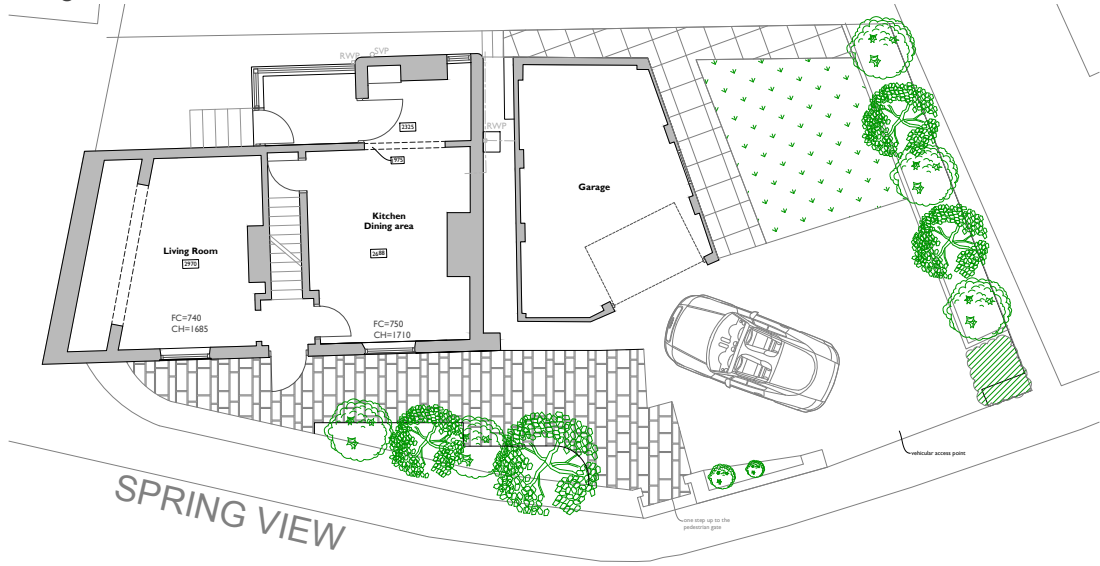 RWP
SVP
2325
RWP
1975
Garage
Kitchen
Dining area
Living Room
2970
2688
FC=740
CH=1685
FC=750
CH=1710
vehicular access point
SPRING VIEW
one step up to the
pedestrian gate